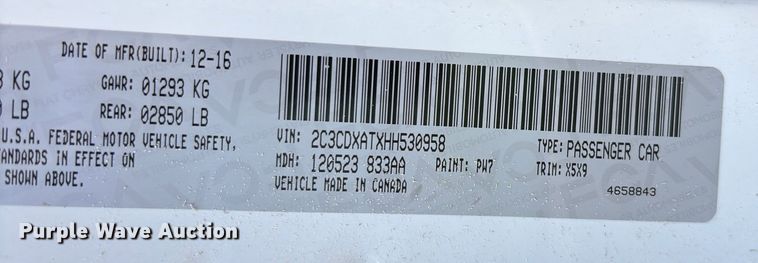 DATE OF MFR(BUILT): 12-16
KG GAWR: 01293 KG
LB REAR: 02850 LB
U.S.A. FEDERAL MOTOR VEHICLE SAFETY,
STANDARDS IN EFFECT ON
SHOWN ABOVE.
VIN: 2C3CDXATXHH530958 TYPE: PASSENGER CAR
MDH: 120523 833AA PAINT: PW7 TRIM: X5X9
VEHICLE MADE IN CANADA 4658843
Purple Wave Auction